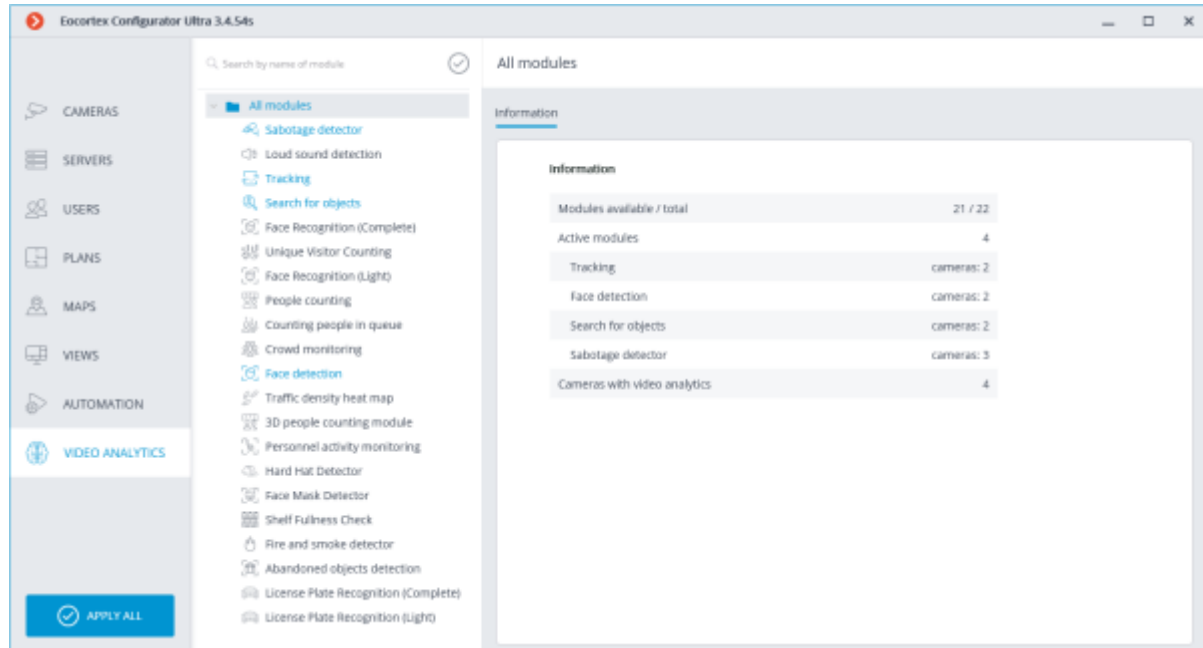 Eocortex Configurator Ultra 3.4.54s
CAMERAS
SERVERS
USERS
PLANS
MAPS
VIEWS
AUTOMATION
VIDEO ANALYTICS
APPLY ALL
Search by name of module
All modules
Sabotage detector
Loud sound detection
Tracking
Search for objects
Face Recognition (Complete)
Unique Visitor Counting
Face Recognition (Light)
People counting
Counting people in queue
Crowd monitoring
Face detection
Traffic density heat map
3D people counting module
Personnel activity monitoring
Hard Hat Detector
Face Mask Detector
Shelf Fullness Check
Fire and smoke detector
Abandoned objects detection
License Plate Recognition (Complete)
License Plate Recognition (Light)
All modules
Information
Information
Modules available / total 21 / 22
Active modules 4
Tracking cameras: 2
Face detection cameras: 2
Search for objects cameras: 2
Sabotage detector cameras: 3
Cameras with video analytics 4